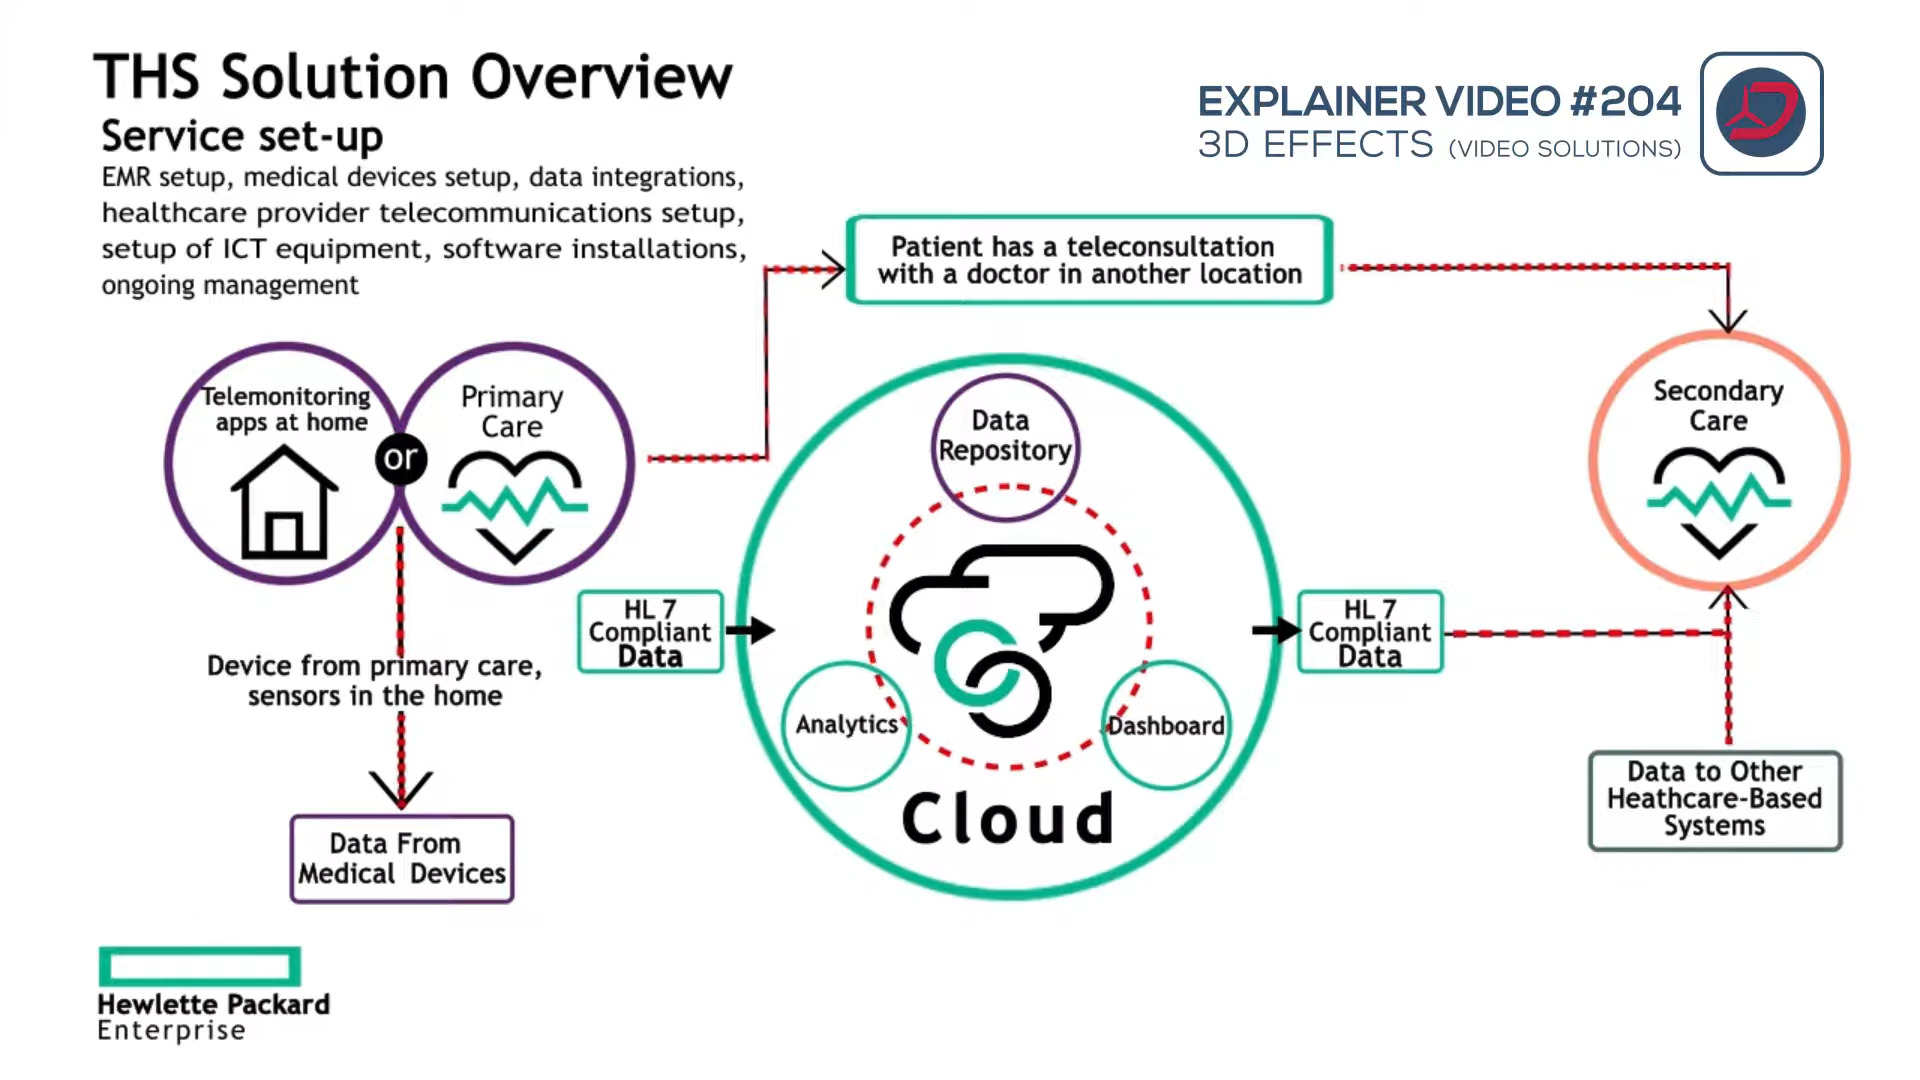 THS Solution Overview
Service set-up
EMR setup, medical devices setup, data integrations,
healthcare provider telecommunications setup,
setup of ICT equipment, software installations,
ongoing management
EXPLAINER VIDEO #204
3D EFFECTS (VIDEO SOLUTIONS)
Patient has a teleconsultation
with a doctor in another location
Telemonitoring
apps at home
or
Primary
Care
Data
Repository
Secondary
Care
HL 7
Compliant
Data
HL 7
Compliant
Data
Device from primary care,
sensors in the home
Analytics
Dashboard
Cloud
Data From
Medical Devices
Data to Other
Heathcare-Based
Systems
Hewlette Packard
Enterprise